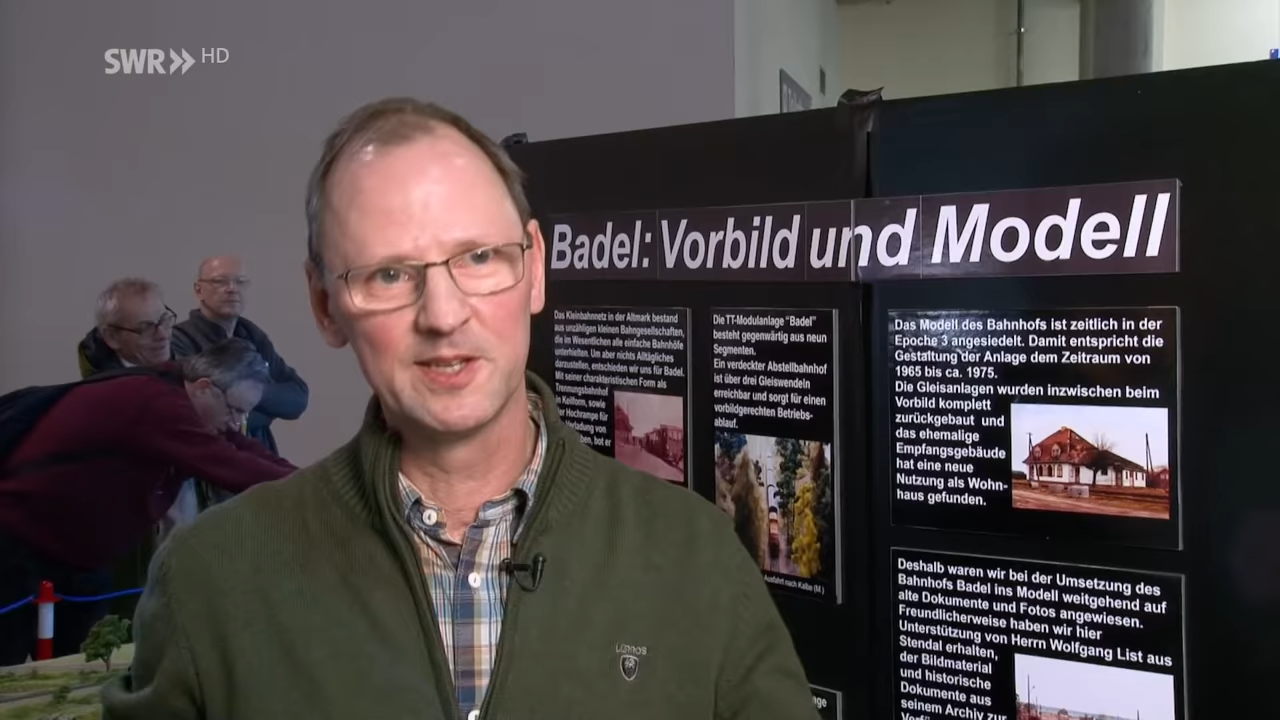 SWR HD
Badel: Vorbild und Modell
Das Kleinbahnnetz in der Altmark bestand
aus unzähligen kleinen Bahngesellschaften,
die im Wesentlichen alle einfache Bahnhöfe
unterhielten. Um aber nichts Alltägliches
darzustellen, entschieden wir uns für Badel.
Mit seiner charakteristischen Form als
Trennungsbahnhof
in Keilform, sowie
der Hochrampe für
Verladung von
bot er
Die TT-Modulanlage "Badel"
besteht gegenwärtig aus neun
Segmenten.
Ein verdeckter Abstellbahnhof
ist über drei Gleiswendeln
erreichbar und sorgt für einen
vorbildgerechten Betriebs-
ablauf.
Ausfahrt nach Kalbe (M.)
Das Modell des Bahnhofs ist zeitlich in der
Epoche 3 angesiedelt. Damit entspricht die
Gestaltung der Anlage dem Zeitraum von
1965 bis ca. 1975.
Die Gleisanlagen wurden inzwischen beim
Vorbild komplett
zurückgebaut und
das ehemalige
Empfangsgebäude
hat eine neue
Nutzung als Wohn-
haus gefunden.
Deshalb waren wir bei der Umsetzung des
Bahnhofs Badel ins Modell weitgehend auf
alte Dokumente und Fotos angewiesen.
Freundlicherweise haben wir hier
Unterstützung von Herrn Wolfgang List aus
Stendal erhalten,
der Bildmaterial
und historische
Dokumente aus
seinem Archiv zur